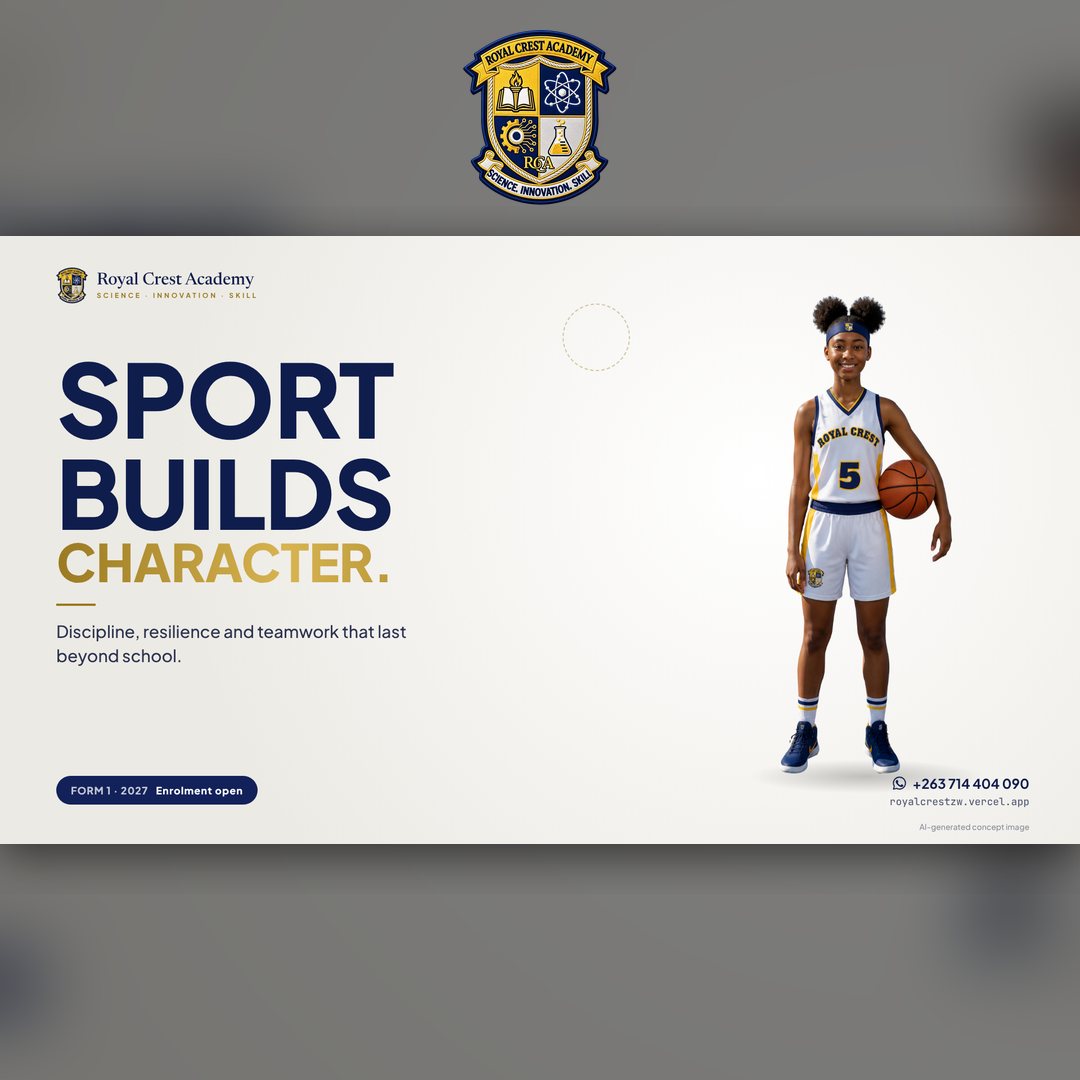 ROYAL CREST ACADEMY
RCA
SCIENCE. INNOVATION. SKILL
Royal Crest Academy
SCIENCE · INNOVATION · SKILL
SPORT
BUILDS
CHARACTER.
Discipline, resilience and teamwork that last
beyond school.
ROYAL CREST
5
FORM 1 · 2027 Enrolment open
+263 714 404 090
royalcrestzw.vercel.app
AI-generated concept image